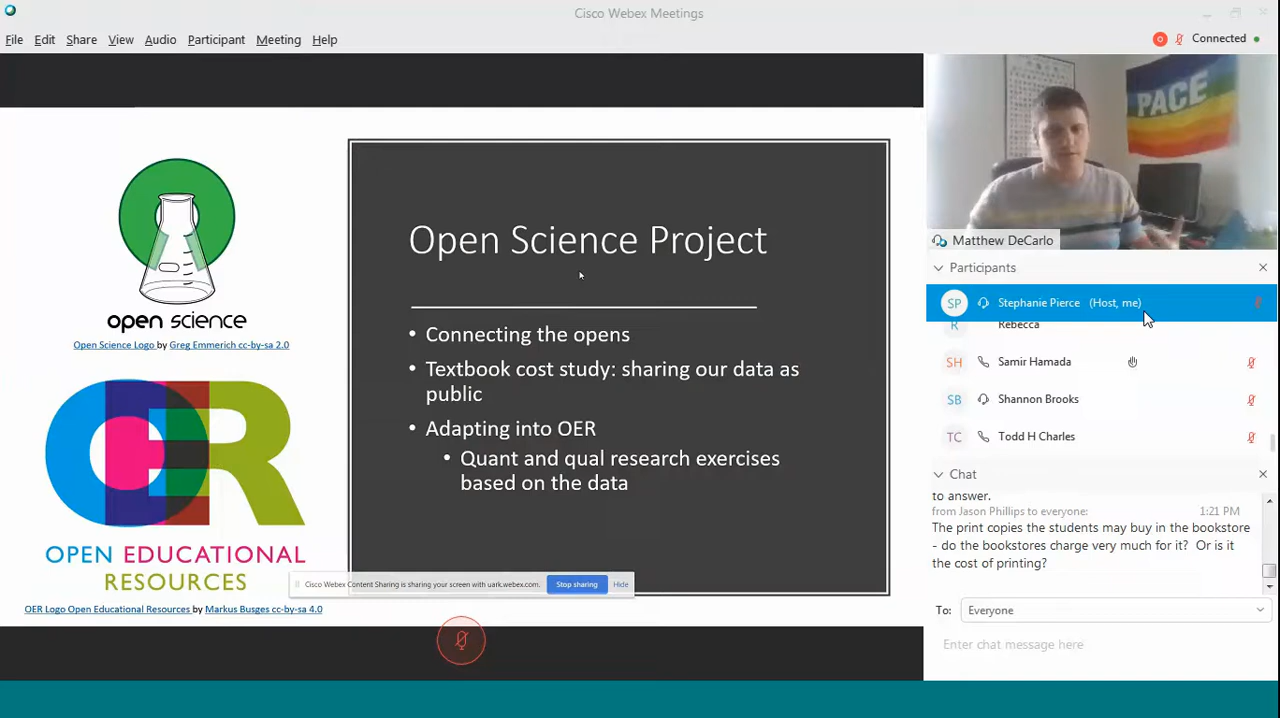 Cisco Webex Meetings
File Edit Share View Audio Participant Meeting Help
Connected
PACE
Matthew DeCarlo
open science
Open Science Logo by Greg Emmerich cc-by-sa 2.0
OER
OPEN EDUCATIONAL
RESOURCES
OER Logo Open Educational Resources by Markus Busges cc-by-sa 4.0
Open Science Project
• Connecting the opens
• Textbook cost study: sharing our data as
public
• Adapting into OER
• Quant and qual research exercises
based on the data
Cisco Webex Content Sharing is sharing your screen with uark.webex.com. Stop sharing Hide
Participants
SP Stephanie Pierce (Host, me)
R Rebecca
SH Samir Hamada
SB Shannon Brooks
TC Todd H Charles
Chat
to answer.
from Jason Phillips to everyone: 1:21 PM
The print copies the students may buy in the bookstore
- do the bookstores charge very much for it? Or is it
the cost of printing?
To: Everyone
Enter chat message here